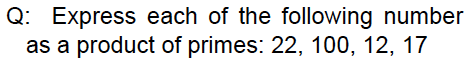 Q: Express each of the following number
as a product of primes: 22, 100, 12, 17